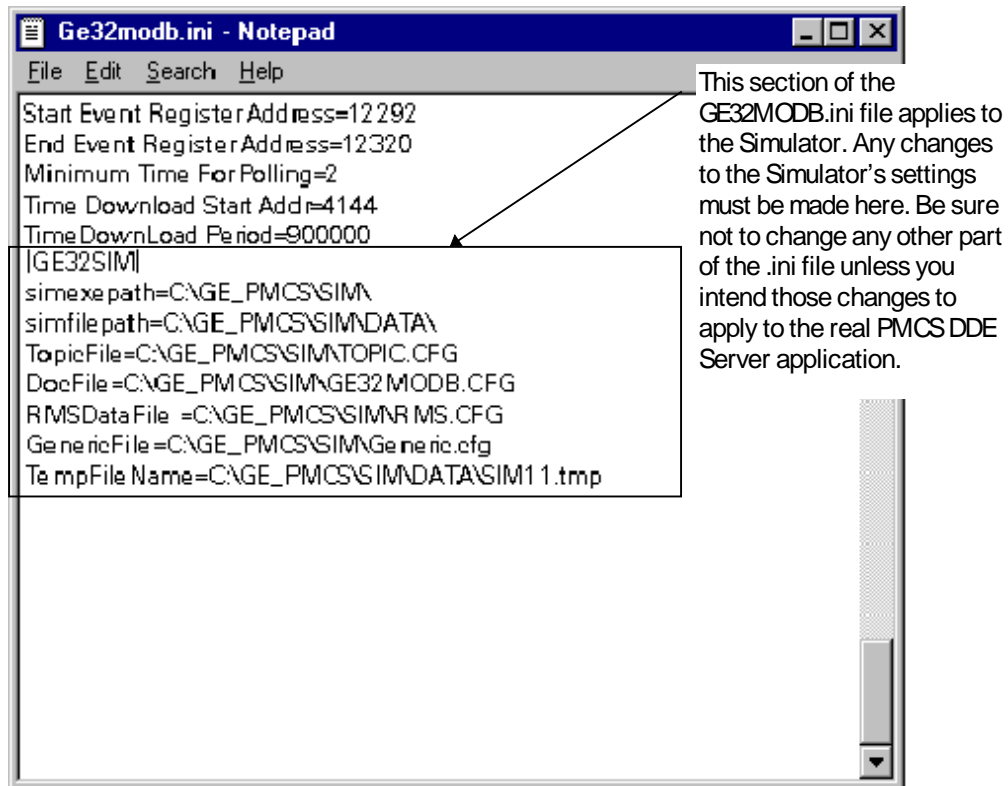 Ge32modb.ini - Notepad
File Edit Search Help
Start Event Register Address=12292
End Event Register Address=12320
Minimum Time For Polling=2
Time Download Start Addr=4144
TimeDownLoad Period=900000
[GE32SIM]
simexepath=C:\GE_PMCS\SIM\
simfilepath=C:\GE_PMCS\SIM\DATA\
TopicFile=C:\GE_PMCS\SIM\TOPIC.CFG
DocFile=C:\GE_PMCS\SIM\GE32MODB.CFG
RMSDataFile =C:\GE_PMCS\SIM\RMS.CFG
GenericFile=C:\GE_PMCS\SIM\Generic.cfg
TempFileName=C:\GE_PMCS\SIM\DATA\SIM11.tmp
This section of the
GE32MODB.ini file applies to
the Simulator. Any changes
to the Simulator's settings
must be made here. Be sure
not to change any other part
of the .ini file unless you
intend those changes to
apply to the real PMCS DDE
Server application.